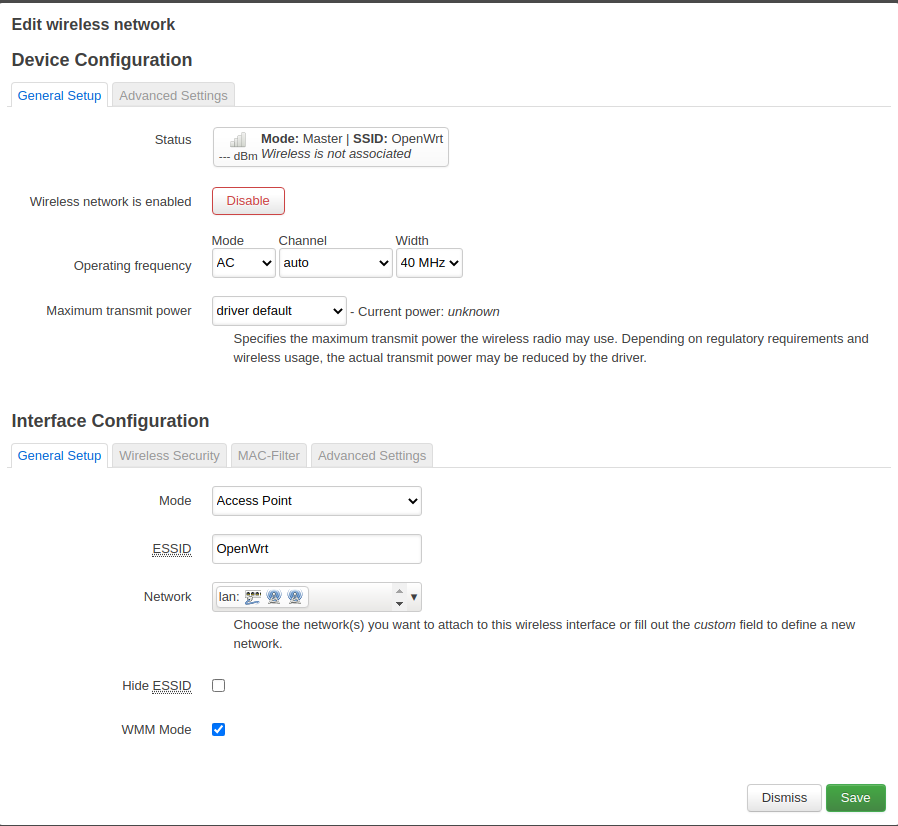 Edit wireless network
Device Configuration
General Setup Advanced Settings
Status
Mode: Master | SSID: OpenWrt
--- dBm Wireless is not associated
Wireless network is enabled Disable
Mode Channel Width
Operating frequency AC auto 40 MHz
Maximum transmit power driver default - Current power: unknown
Specifies the maximum transmit power the wireless radio may use. Depending on regulatory requirements and
wireless usage, the actual transmit power may be reduced by the driver.
Interface Configuration
General Setup Wireless Security MAC-Filter Advanced Settings
Mode Access Point
ESSID OpenWrt
Network lan:
Choose the network(s) you want to attach to this wireless interface or fill out the custom field to define a new
network.
Hide ESSID
WMM Mode
Dismiss Save